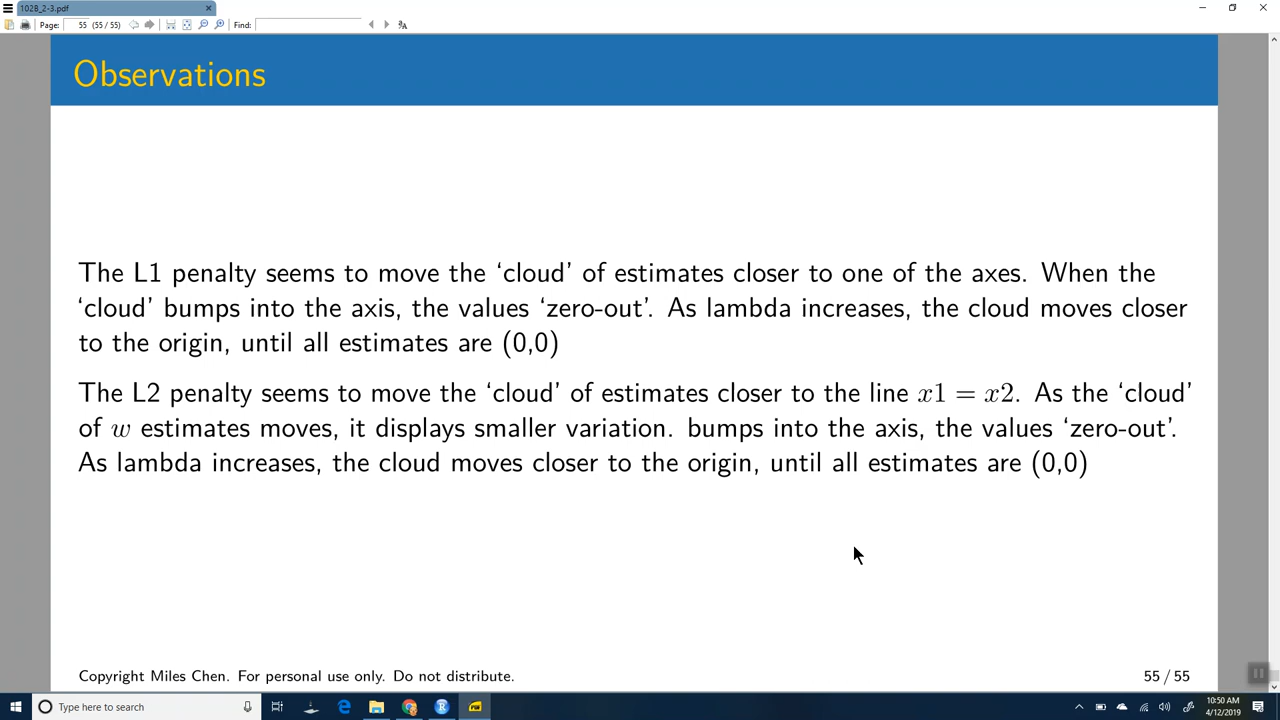 102B_2-3.pdf
Page: 55 (55 / 55) Find:
Observations
The L1 penalty seems to move the ‘cloud’ of estimates closer to one of the axes. When the
‘cloud’ bumps into the axis, the values ‘zero-out’. As lambda increases, the cloud moves closer
to the origin, until all estimates are (0,0)
The L2 penalty seems to move the ‘cloud’ of estimates closer to the line x1 = x2. As the ‘cloud’
of w estimates moves, it displays smaller variation. bumps into the axis, the values ‘zero-out’.
As lambda increases, the cloud moves closer to the origin, until all estimates are (0,0)
Copyright Miles Chen. For personal use only. Do not distribute.
55 / 55
Type here to search
10:50 AM
4/12/2019